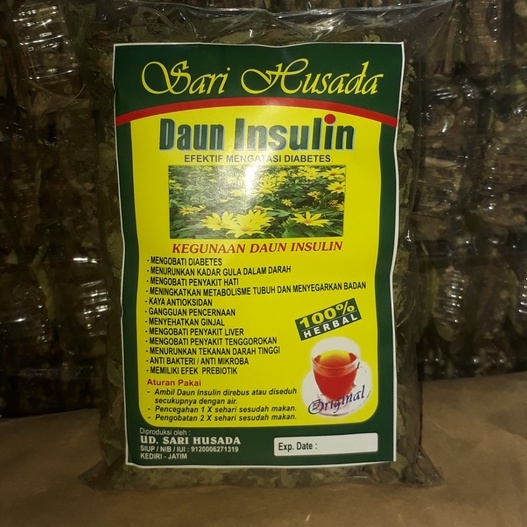 Sari Husada
Daun Insulin
EFEKTIF MENGATASI DIABETES
KEGUNAAN DAUN INSULIN
- MENGOBATI DIABETES
- MENURUNKAN KADAR GULA DALAM DARAH
- MENGOBATI PENYAKIT HATI
- MENINGKATKAN METABOLISME TUBUH DAN MENYEGARKAN BADAN
- KAYA ANTIOKSIDAN
- GANGGUAN PENCERNAAN
- MENYEHATKAN GINJAL
- MENGOBATI PENYAKIT LIVER
- MENGOBATI PENYAKIT TENGGOROKAN
- MENURUNKAN TEKANAN DARAH TINGGI
- ANTI BAKTERI / ANTI MIKROBA
- MEMILIKI EFEK PREBIOTIK
100%
HERBAL
Original
Aturan Pakai
- Ambil Daun Insulin direbus atau diseduh
secukupnya dengan air.
- Pencegahan 1 X sehari sesudah makan.
- Pengobatan 2 X sehari sesudah makan.
Diproduksi oleh :
UD. SARI HUSADA
SIUP / NIB / IUI : 9120006271319
KEDIRI - JATIM
Exp. Date :